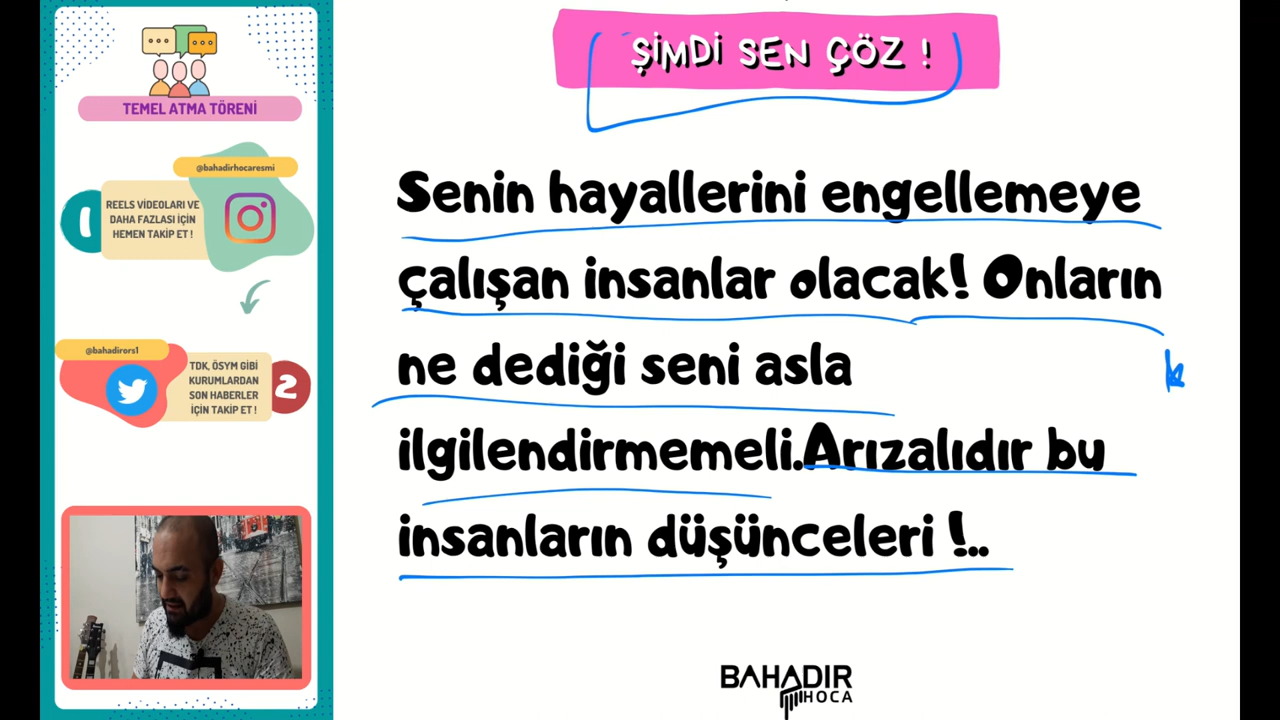 ŞİMDİ SEN ÇÖZ !
TEMEL ATMA TÖRENİ
@bahadirhocaresmi
1
REELS VİDEOLARI VE
DAHA FAZLASI İÇİN
HEMEN TAKİP ET !
@bahadirors1
TDK, ÖSYM GİBİ
KURUMLARDAN
SON HABERLER
İÇİN TAKİP ET !
2
Senin hayallerini engellemeye
çalışan insanlar olacak! Onların
ne dediği seni asla
k
ilgilendirmemeli.Arızalıdır bu
insanların düşünceleri !..
BAHADIR
HOCA